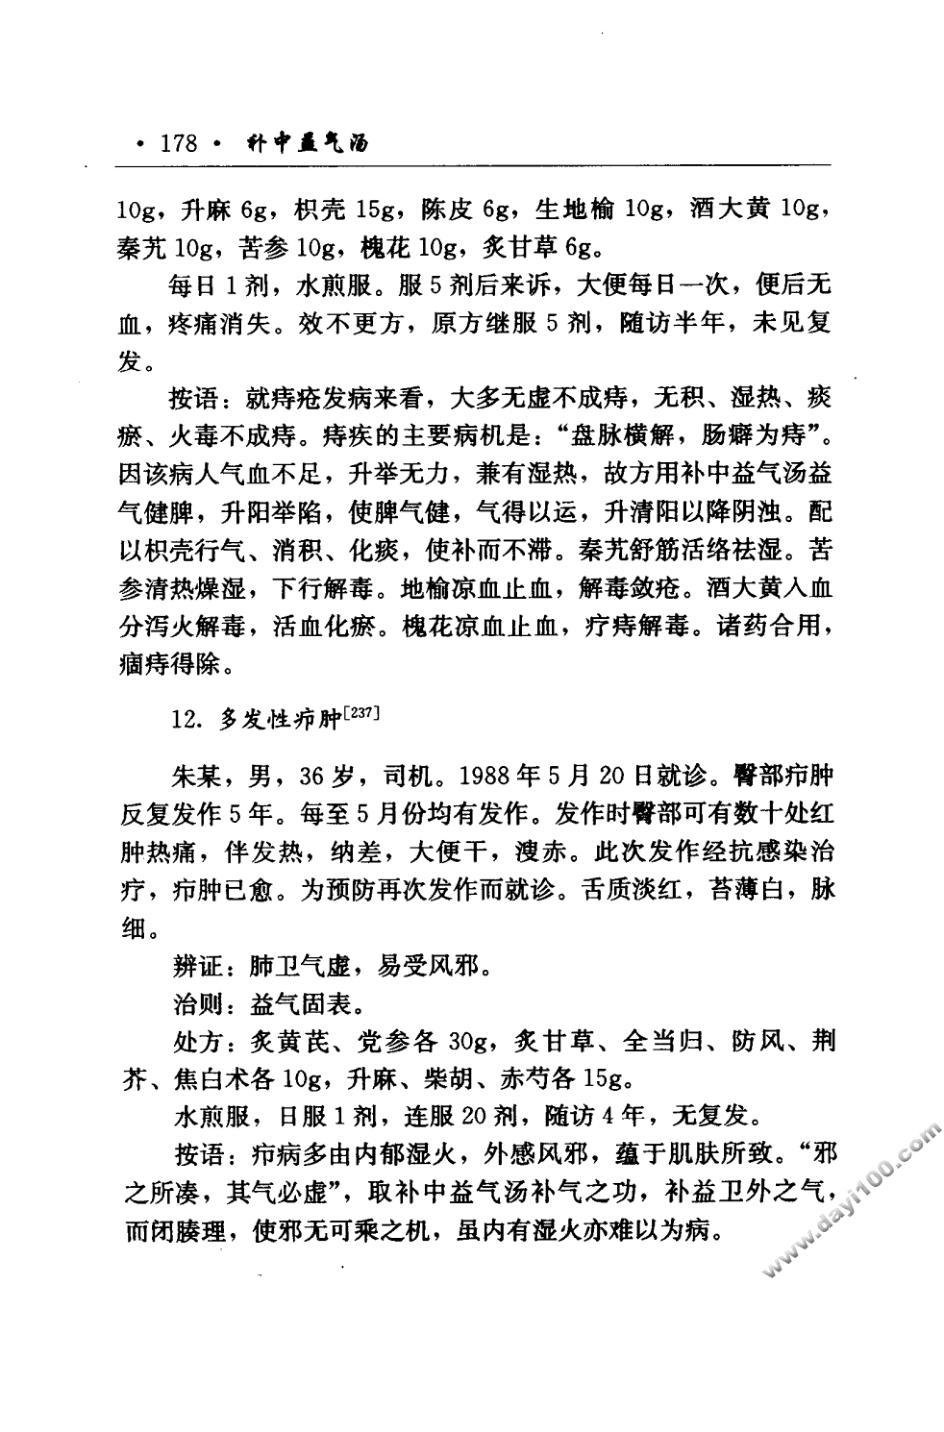 · 178 · 补中益气汤
10g，升麻 6g，枳壳 15g，陈皮 6g，生地榆 10g，酒大黄 10g，
秦艽 10g，苦参 10g，槐花 10g，炙甘草 6g。
每日 1 剂，水煎服。服 5 剂后来诉，大便每日一次，便后无
血，疼痛消失。效不更方，原方继服 5 剂，随访半年，未见复
发。
按语：就痔疮发病来看，大多无虚不成痔，无积、湿热、痰
瘀、火毒不成痔。痔疾的主要病机是：“盘脉横解，肠癖为痔”。
因该病人气血不足，升举无力，兼有湿热，故方用补中益气汤益
气健脾，升阳举陷，使脾气健，气得以运，升清阳以降阴浊。配
以枳壳行气、消积、化痰，使补而不滞。秦艽舒筋活络祛湿。苦
参清热燥湿，下行解毒。地榆凉血止血，解毒敛疮。酒大黄入血
分泻火解毒，活血化瘀。槐花凉血止血，疗痔解毒。诸药合用，
痼痔得除。
12. 多发性疖肿[237]
朱某，男，36 岁，司机。1988 年 5 月 20 日就诊。臀部疖肿
反复发作 5 年。每至 5 月份均有发作。发作时臀部可有数十处红
肿热痛，伴发热，纳差，大便干，溲赤。此次发作经抗感染治
疗，疖肿已愈。为预防再次发作而就诊。舌质淡红，苔薄白，脉
细。
辨证：肺卫气虚，易受风邪。
治则：益气固表。
处方：炙黄芪、党参各 30g，炙甘草、全当归、防风、荆
芥、焦白术各 10g，升麻、柴胡、赤芍各 15g。
水煎服，日服 1 剂，连服 20 剂，随访 4 年，无复发。
按语：疖病多由内郁湿火，外感风邪，蕴于肌肤所致。“邪
之所凑，其气必虚”，取补中益气汤补气之功，补益卫外之气，
而闭腠理，使邪无可乘之机，虽内有湿火亦难以为病。
www.dayi100.com